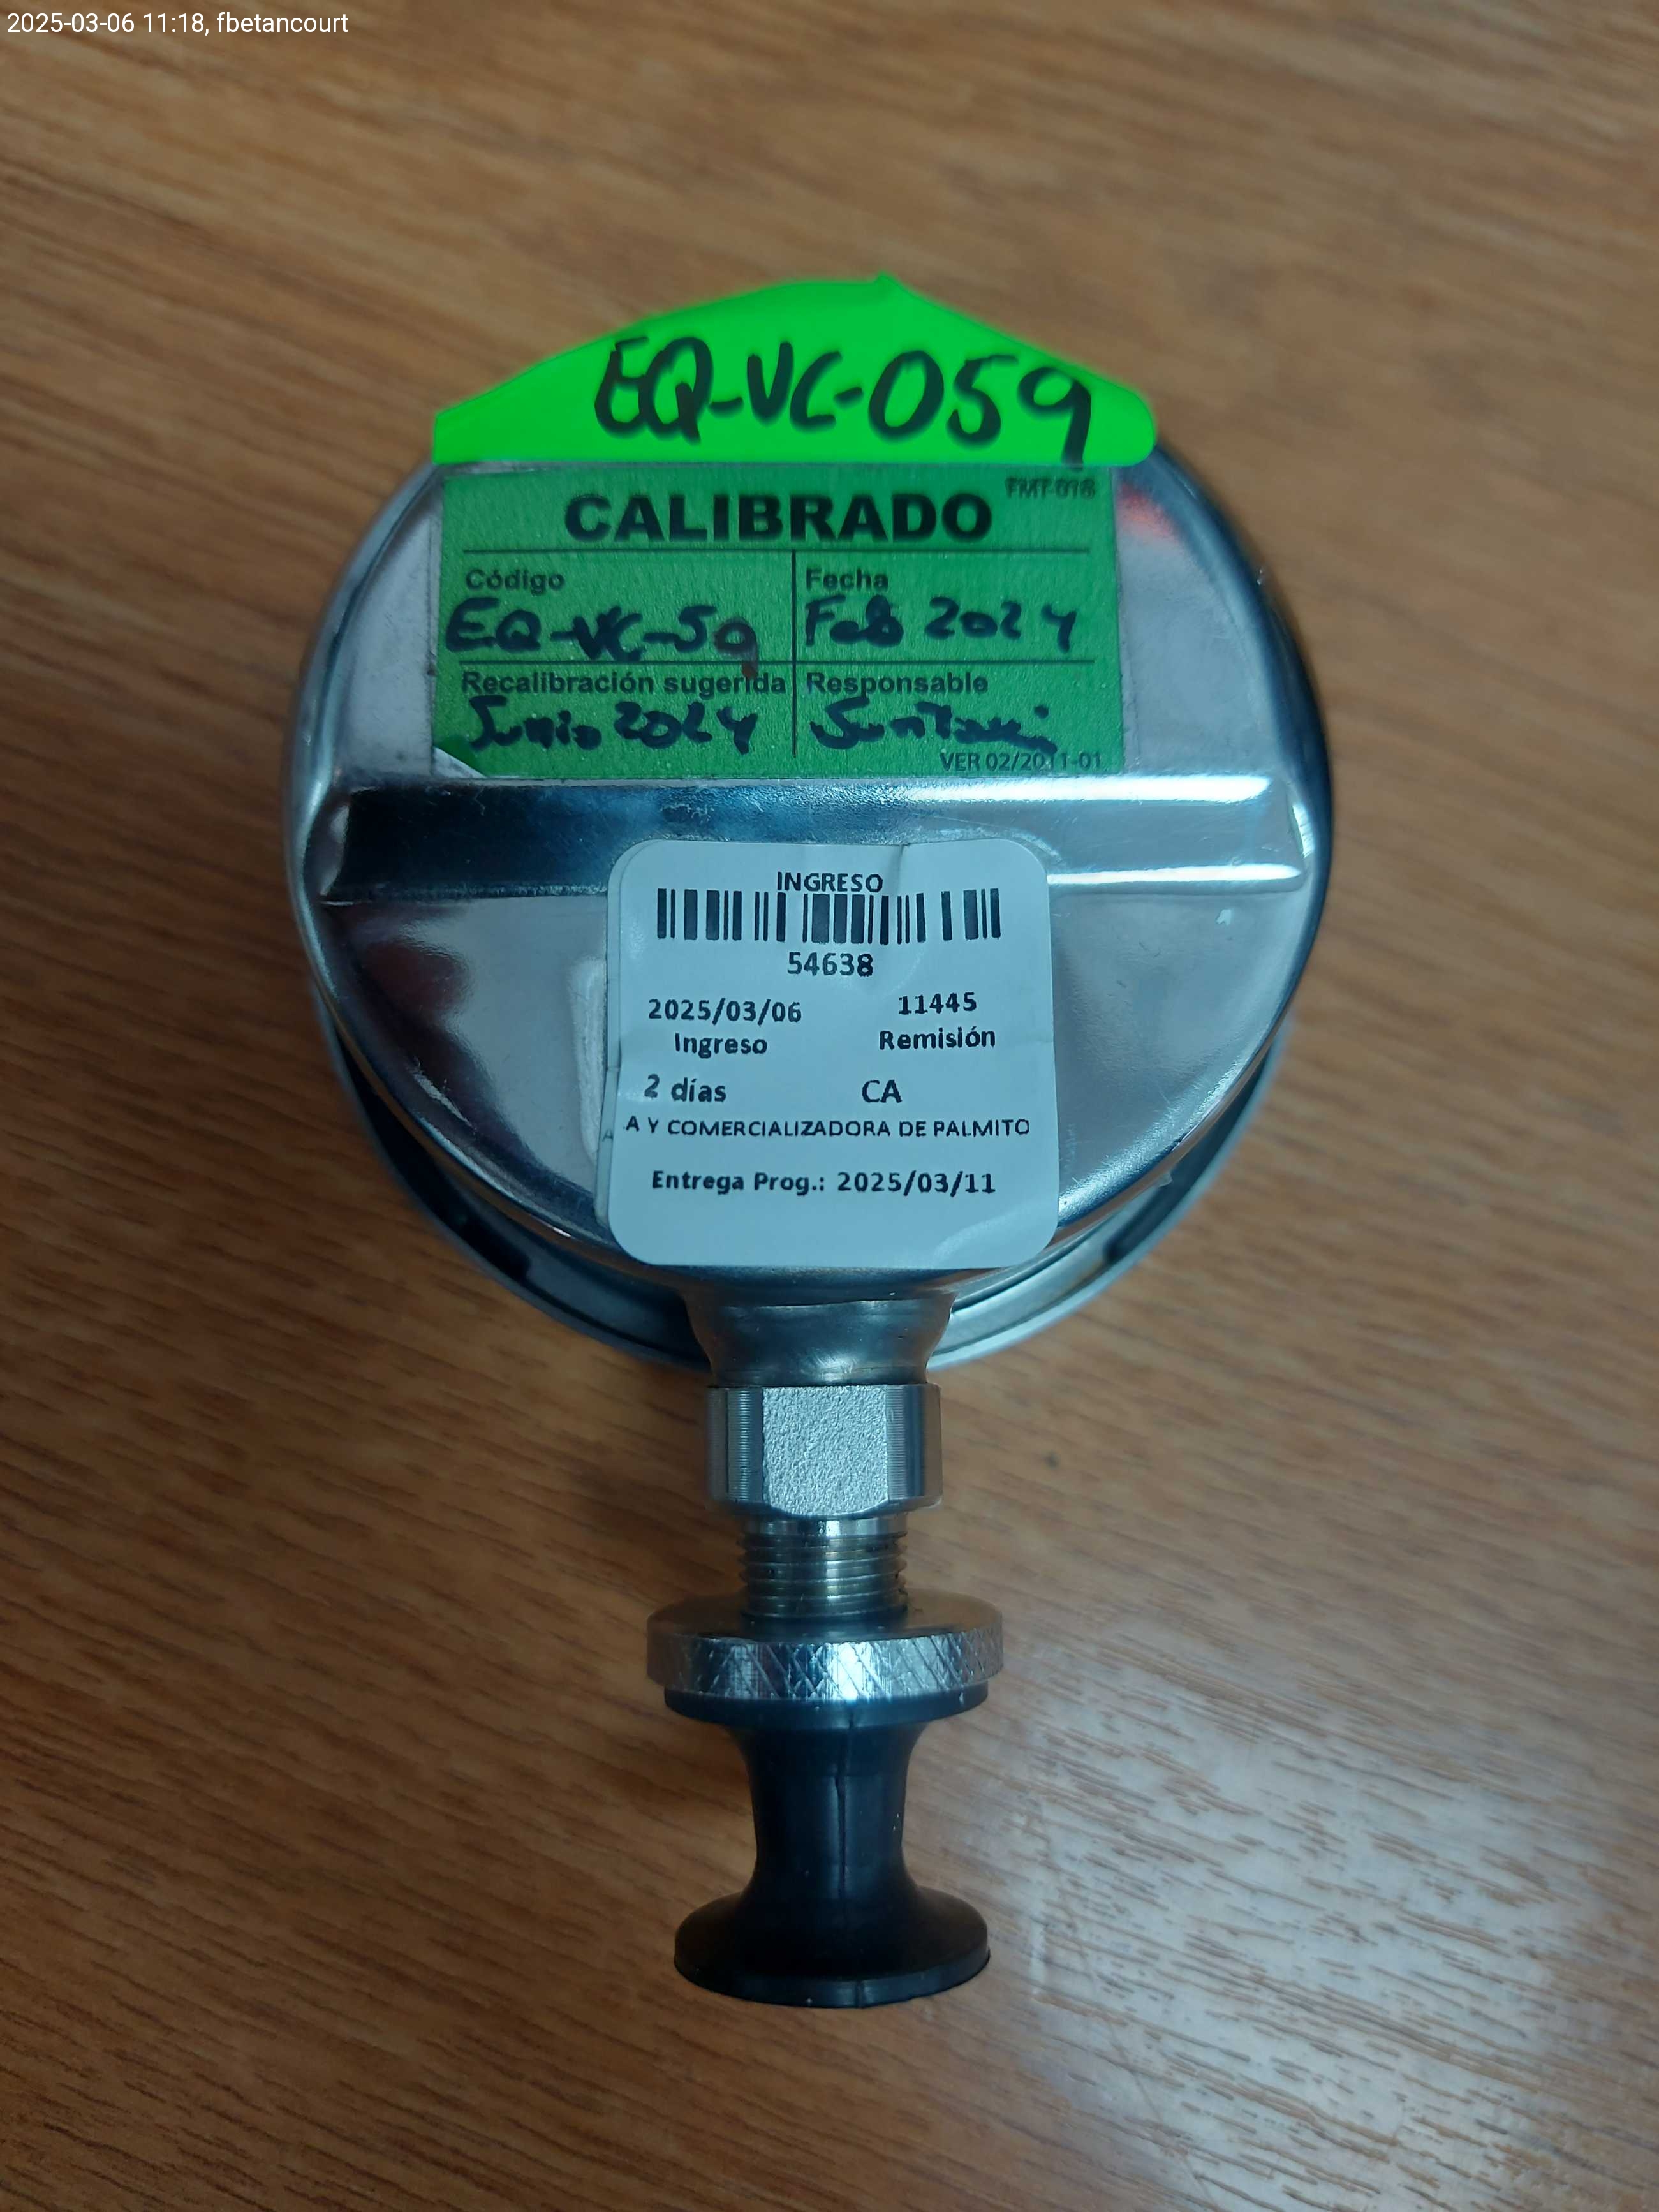 2025-03-06 11:18, fbetancourt
EQ-VC-059
FMT-016
CALIBRADO
Código
Fecha
EQ-VC-59
Feb 2024
Recalibración sugerida
Responsable
Junio 2024
VER 02/2011-01
INGRESO
54638
2025/03/06
11445
Ingreso
Remisión
2 días
CA
A Y COMERCIALIZADORA DE PALMITO
Entrega Prog.: 2025/03/11